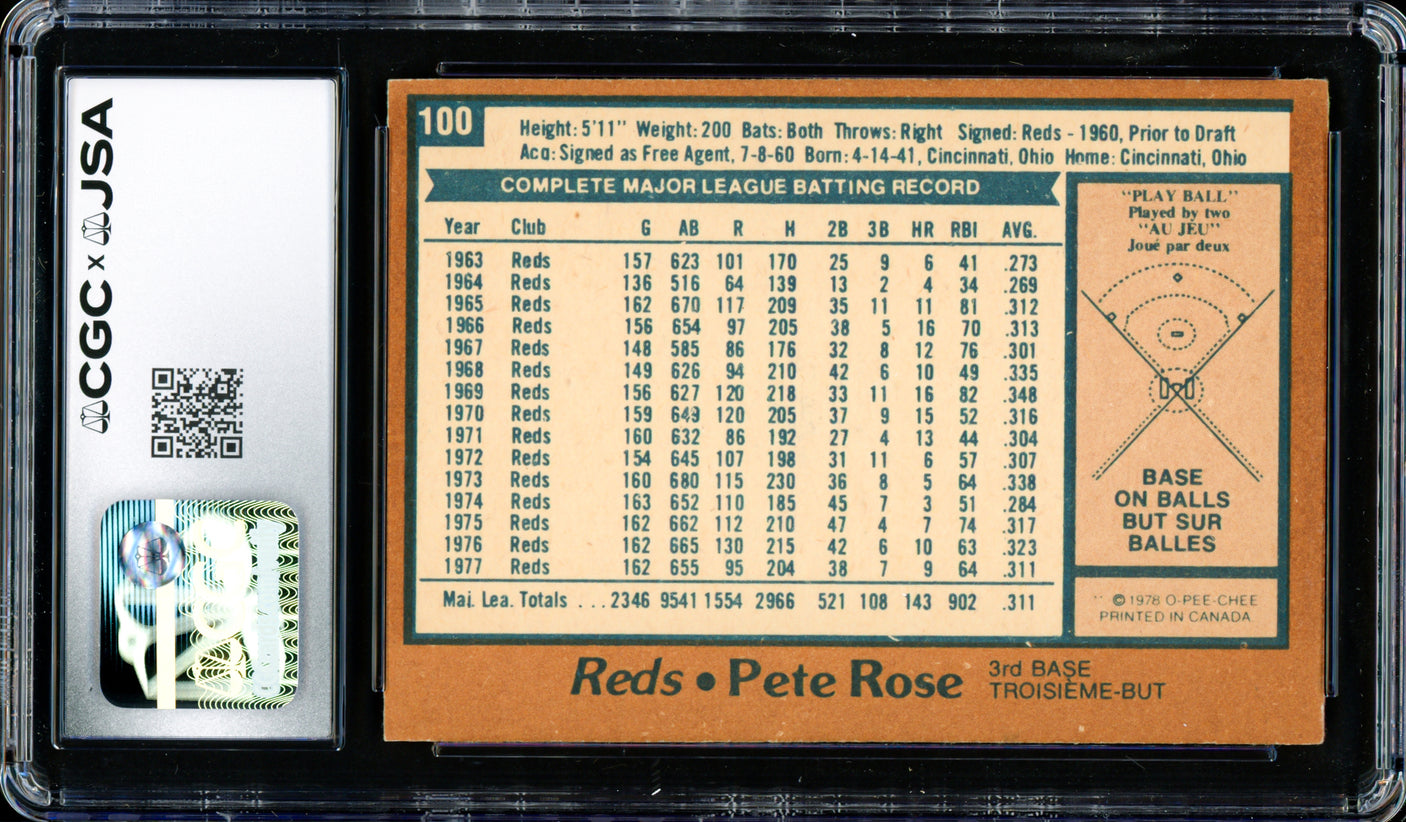 CGC x JSA
100
Height: 5'11" Weight: 200 Bats: Both Throws: Right Signed: Reds - 1960, Prior to Draft
Acq: Signed as Free Agent, 7-8-60 Born: 4-14-41, Cincinnati, Ohio Home: Cincinnati, Ohio
COMPLETE MAJOR LEAGUE BATTING RECORD
Year Club G AB R H 2B 3B HR RBI AVG.
1963 Reds 157 623 101 170 25 9 6 41 .273
1964 Reds 136 516 64 139 13 2 4 34 .269
1965 Reds 162 670 117 209 35 11 11 81 .312
1966 Reds 156 654 97 205 38 5 16 70 .313
1967 Reds 148 585 86 176 32 8 12 76 .301
1968 Reds 149 626 94 210 42 6 10 49 .335
1969 Reds 156 627 120 218 33 11 16 82 .348
1970 Reds 159 649 120 205 37 9 15 52 .316
1971 Reds 160 632 86 192 27 4 13 44 .304
1972 Reds 154 645 107 198 31 11 6 57 .307
1973 Reds 160 680 115 230 36 8 5 64 .338
1974 Reds 163 652 110 185 45 7 3 51 .284
1975 Reds 162 662 112 210 47 4 7 74 .317
1976 Reds 162 665 130 215 42 6 10 63 .323
1977 Reds 162 655 95 204 38 7 9 64 .311
Maj. Lea. Totals ... 2346 9541 1554 2966 521 108 143 902 .311
"PLAY BALL"
Played by two
"AU JEU"
Joué par deux
BASE
ON BALLS
BUT SUR
BALLES
© 1978 O-PEE-CHEE
PRINTED IN CANADA
Reds • Pete Rose
3rd BASE
TROISIÈME-BUT